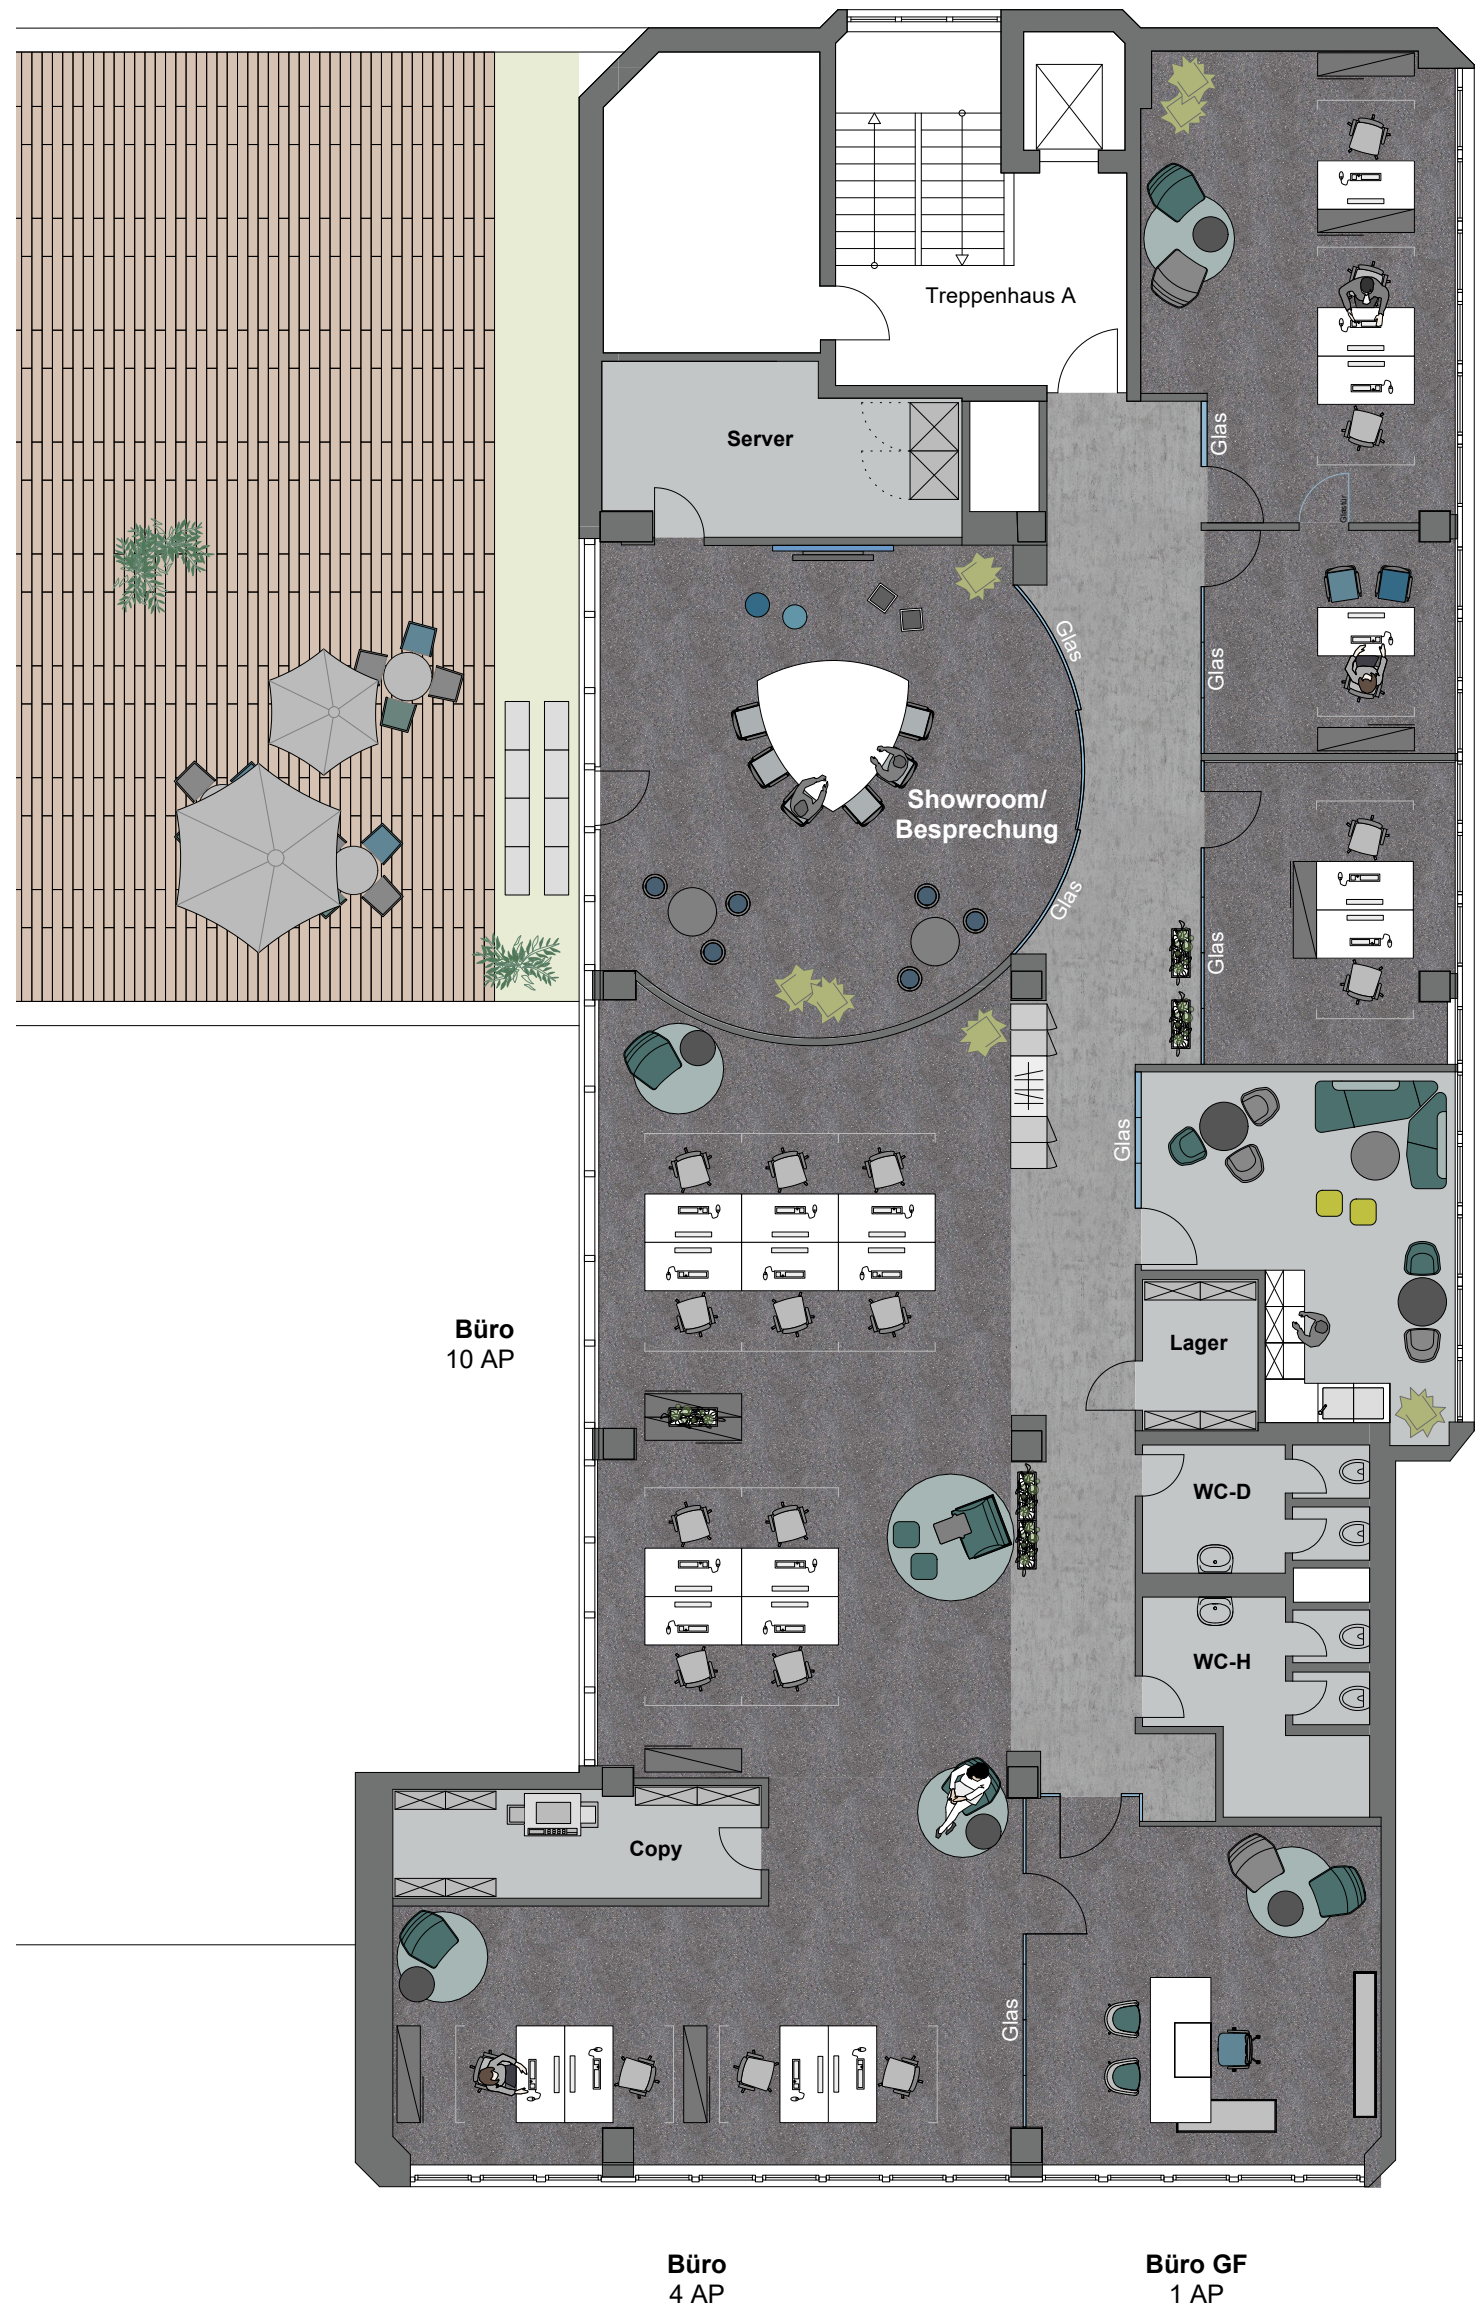 Treppenhaus A
Glas
Server
Glastür
Glas
Glas
Showroom/
Besprechung
Glas
Glas
Glas
Büro
10 AP
Lager
WC-D
WC-H
Copy
Glas
Büro
4 AP
Büro GF
1 AP